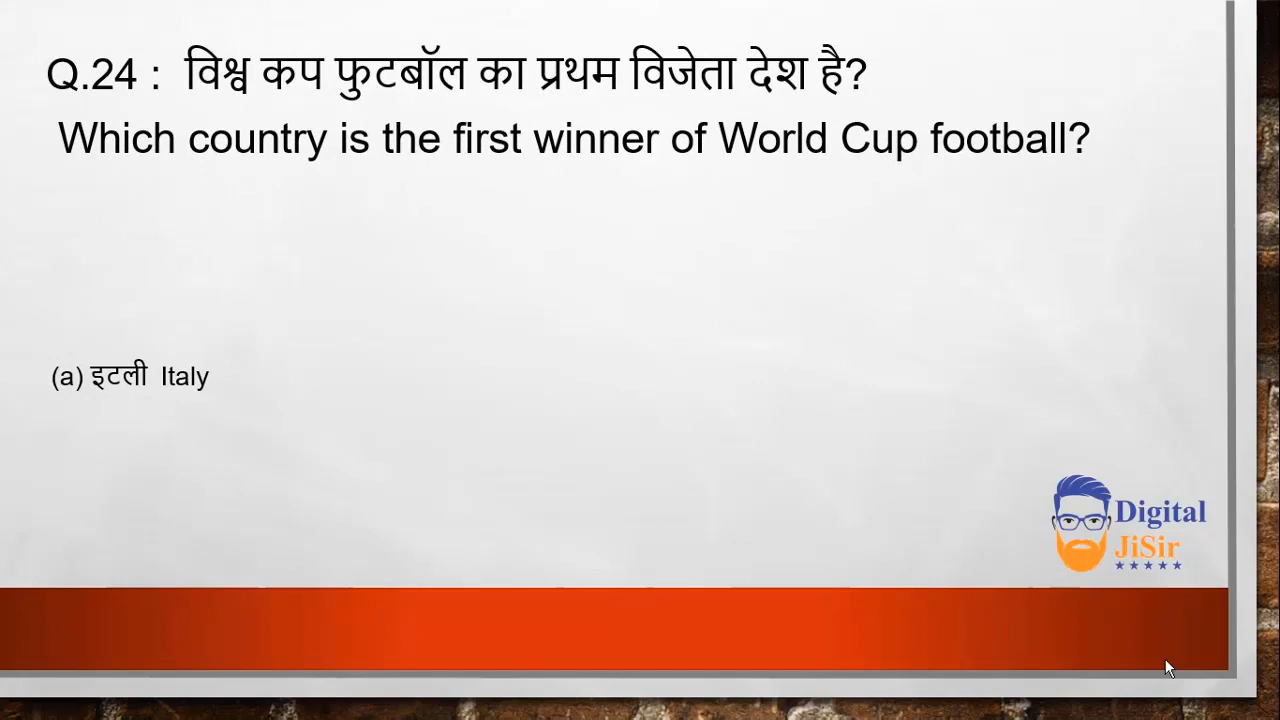 Q.24 : विश्व कप फुटबॉल का प्रथम विजेता देश है?
Which country is the first winner of World Cup football?
(a) इटली Italy
Digital
JiSir